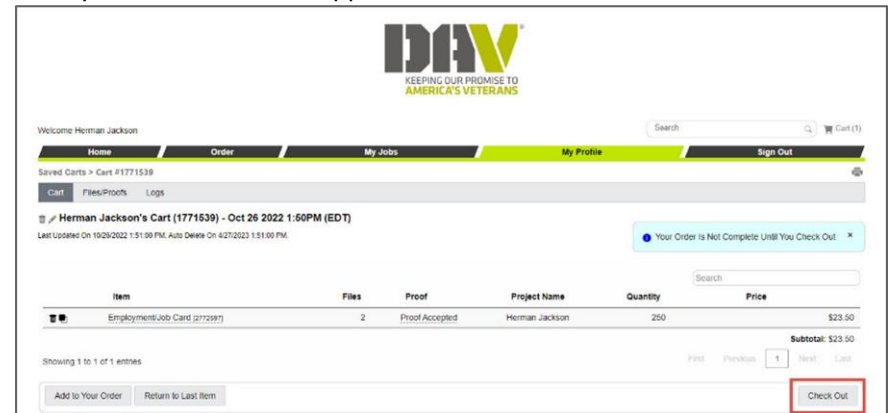 DAV
KEEPING OUR PROMISE TO
AMERICA'S VETERANS
Welcome Herman Jackson
Search
Cart (1)
Home Order My Jobs My Profile Sign Out
Saved Carts > Cart #1771539
Cart Files/Proofs Logs
Herman Jackson's Cart (1771539) - Oct 26 2022 1:50PM (EDT)
Last Updated On 10/26/2022 1:51:00 PM, Auto Delete On 4/27/2023 1:51:00 PM.
Your Order Is Not Complete Until You Check Out ×
Search
Item Files Proof Project Name Quantity Price
Employment/Job Card [2772597] 2 Proof Accepted Herman Jackson 250 $23.50
Subtotal: $23.50
Showing 1 to 1 of 1 entries
First Previous 1 Next Last
Add to Your Order Return to Last Item Check Out